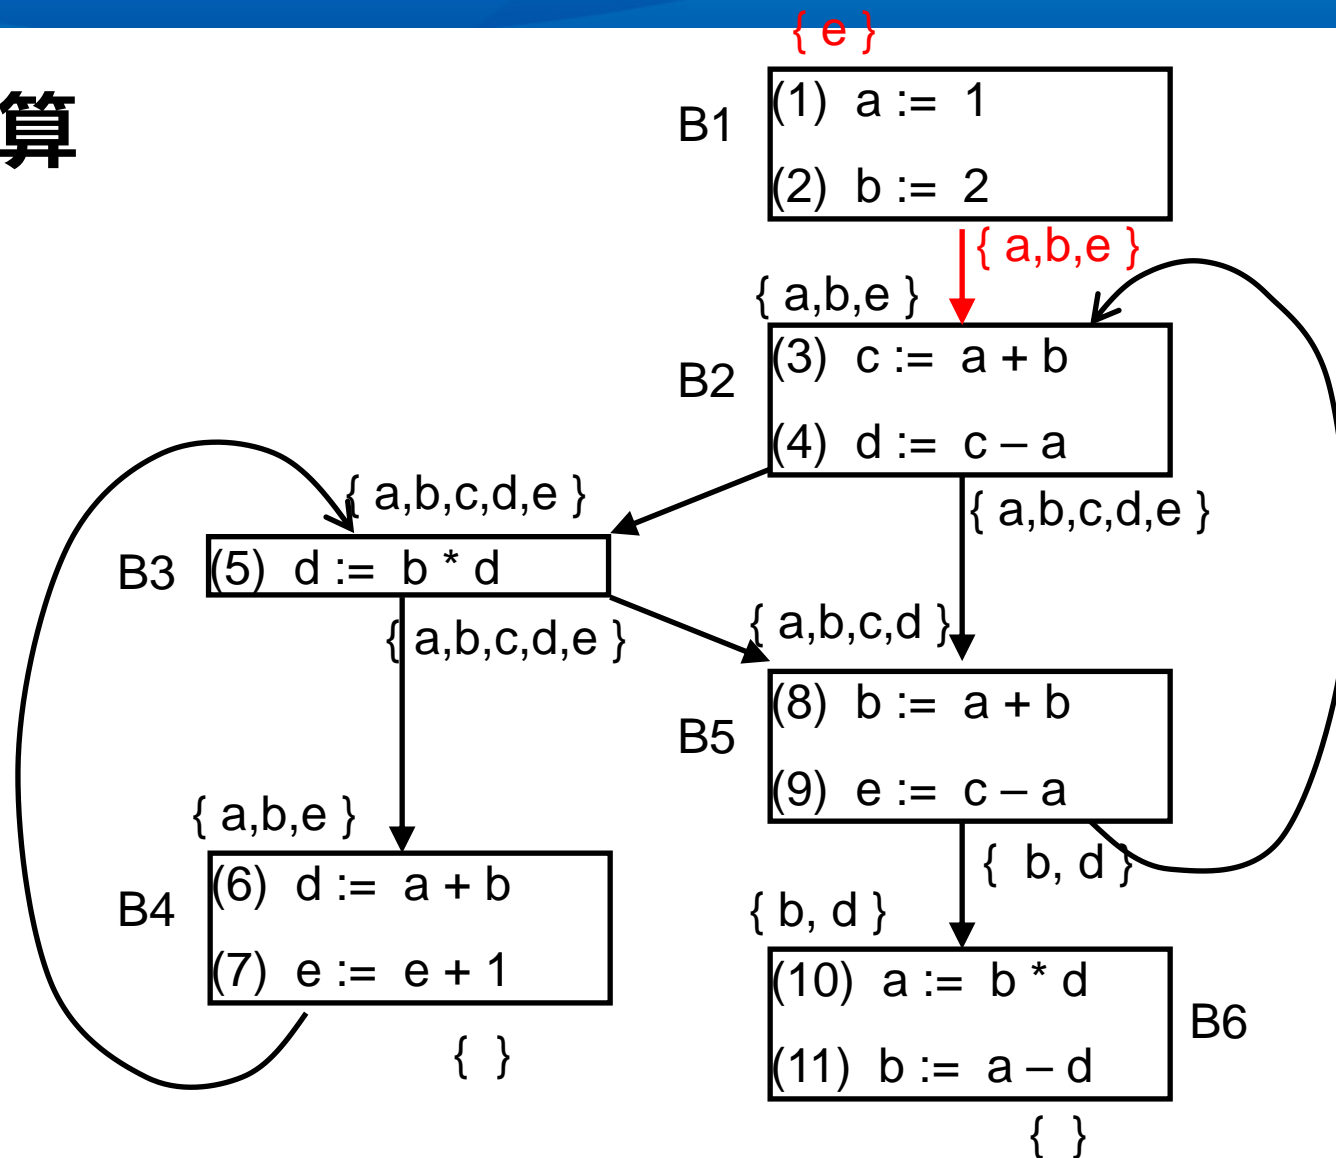 { e }
算
B1
(1) a := 1
(2) b := 2
{ a,b,e }
{ a,b,e }
B2
(3) c := a + b
(4) d := c – a
{ a,b,c,d,e }
{ a,b,c,d,e }
B3
(5) d := b * d
{ a,b,c,d,e }
{ a,b,c,d }
B5
(8) b := a + b
(9) e := c – a
{ a,b,e }
B4
(6) d := a + b
(7) e := e + 1
{ }
{ b, d }
{ b, d }
(10) a := b * d
(11) b := a – d
B6
{ }